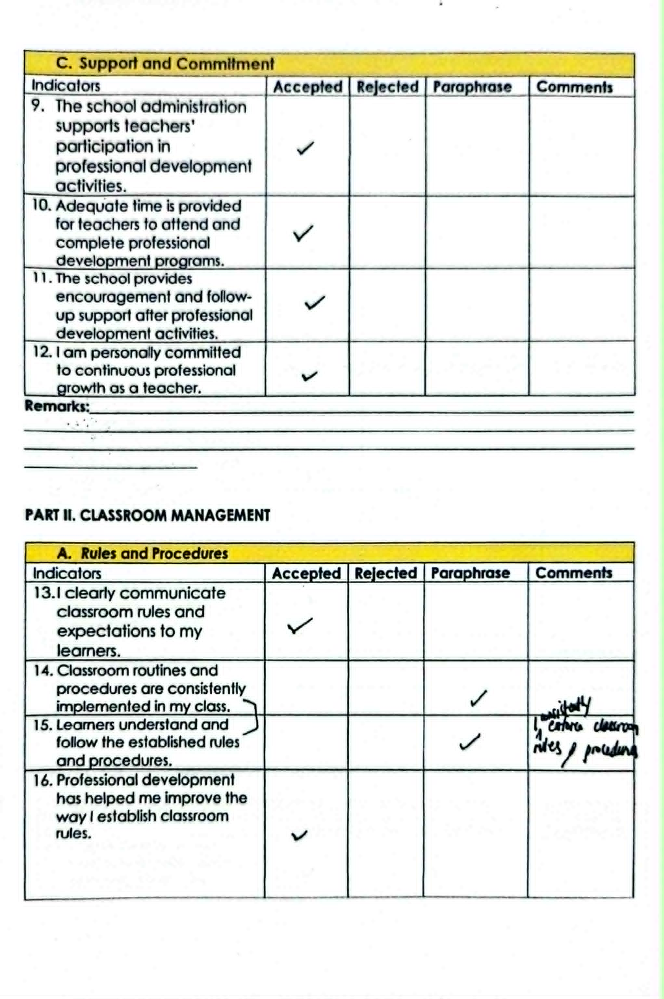 C. Support and Commitment
Indicators Accepted Rejected Paraphrase Comments
9. The school administration
supports teachers'
participation in
professional development
activities.
✓
10. Adequate time is provided
for teachers to attend and
complete professional
development programs.
✓
11. The school provides
encouragement and follow-
up support after professional
development activities.
✓
12. I am personally committed
to continuous professional
growth as a teacher.
✓
Remarks:
PART II. CLASSROOM MANAGEMENT
A. Rules and Procedures
Indicators Accepted Rejected Paraphrase Comments
13. I clearly communicate
classroom rules and
expectations to my
learners.
✓
14. Classroom routines and
procedures are consistently
implemented in my class.
✓
15. Learners understand and
follow the established rules
and procedures.
✓
consistently
I enforce classroom
rules / procedures
16. Professional development
has helped me improve the
way I establish classroom
rules.
✓